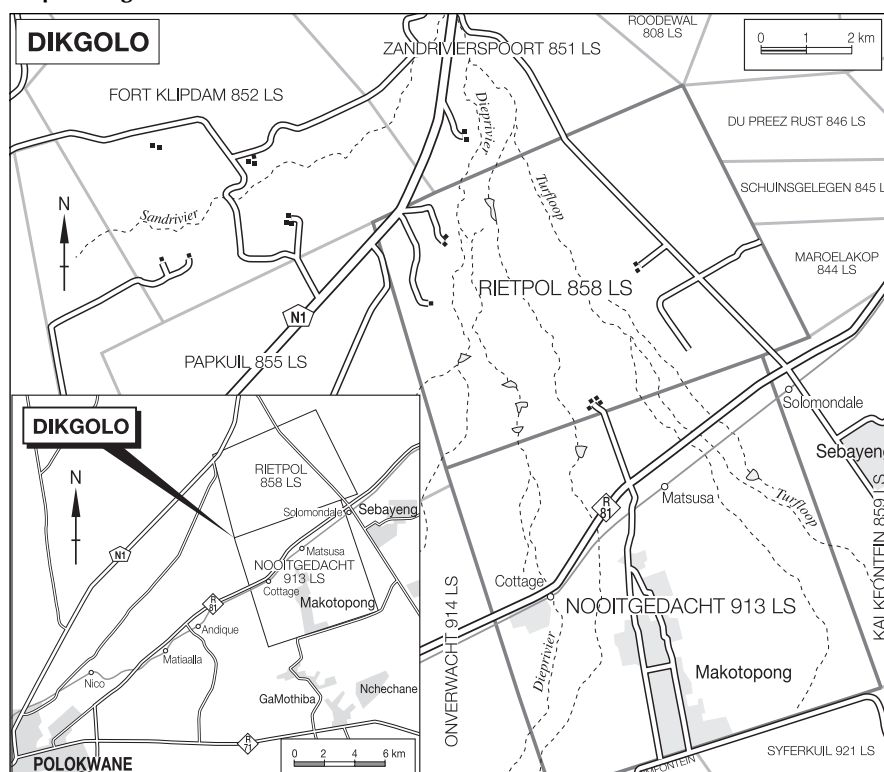 DIKGOLO
ZANDRIVIERSPOORT 851 LS
ROODEWAL
808 LS
0 1 2 km
FORT KLIPDAM 852 LS
Dieprivier
DU PREEZ RUST 846 LS
Turfloop
SCHUINSGELEGEN 845 L
Sandrivier
N
MAROELAKOP
844 LS
RIETPOL 858 LS
N1
PAPKUIL 855 LS
Solomondale
Sebayeng
Matsusa
Turfloop
R
81
KALKFONTEIN 859 LS
Cottage
NOOITGEDACHT 913 LS
ONVERWACHT 914 LS
Dieprivier
Makotopong
SYFERKUIL 921 LS
MFONTEIN
DIKGOLO
N
RIETPOL
858 LS
Solomondale
Sebayeng
N1
Matsusa
NOOITGEDACHT
913 LS
Cottage
R
81
Makotopong
Andique
Matiaalla
Nico
GaMothiba
Nchechane
R
71
POLOKWANE
0 2 4 6 km